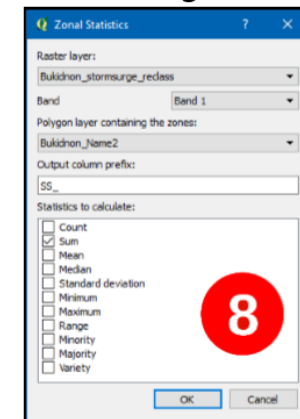 Zonal Statistics ? ×
Raster layer:
Bukidnon_stormsurge_reclass
Band Band 1
Polygon layer containing the zones:
Bukidnon_Name2
Output column prefix:
SS_
Statistics to calculate:
Count
Sum
Mean
Median
Standard deviation
Minimum
Maximum
Range
Minority
Majority
Variety
8
OK Cancel